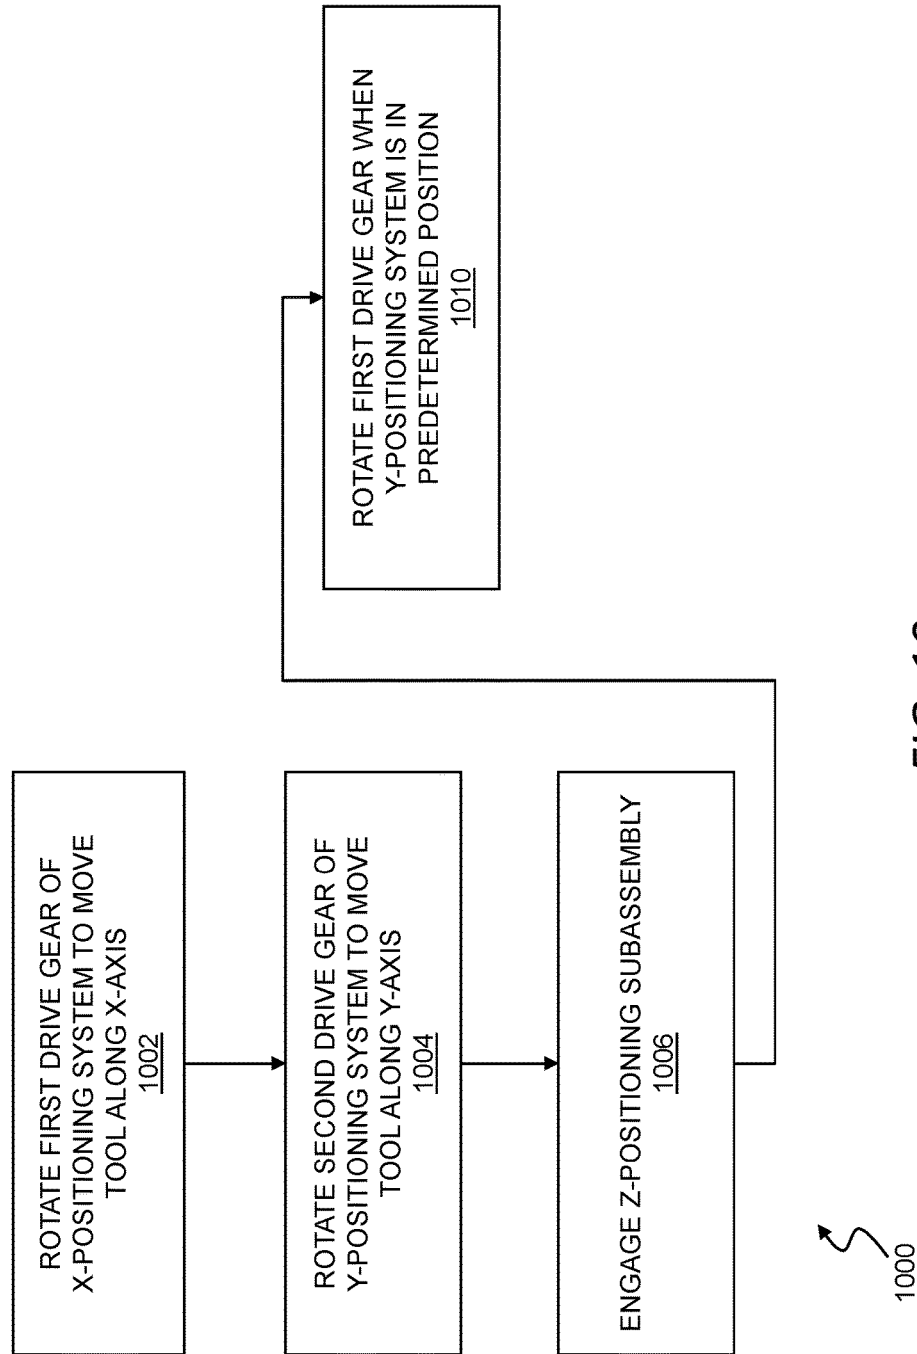 ROTATE FIRST DRIVE GEAR OF
X-POSITIONING SYSTEM TO MOVE
TOOL ALONG X-AXIS
1002
ROTATE SECOND DRIVE GEAR OF
Y-POSITIONING SYSTEM TO MOVE
TOOL ALONG Y-AXIS
1004
ENGAGE Z-POSITIONING SUBASSEMBLY
1006
ROTATE FIRST DRIVE GEAR WHEN
Y-POSITIONING SYSTEM IS IN
PREDETERMINED POSITION
1010
1000
FIG.